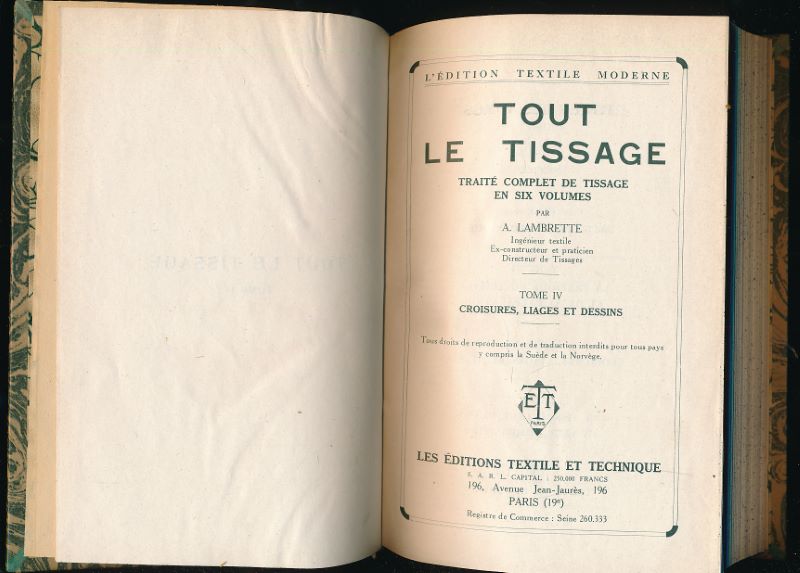 L'ÉDITION TEXTILE MODERNE
TOUT
LE TISSAGE
TRAITÉ COMPLET DE TISSAGE
EN SIX VOLUMES
PAR
A. LAMBRETTE
Ingénieur textile
Ex-constructeur et praticien
Directeur de Tissages
TOME IV
CROISURES, LIAGES ET DESSINS
Tous droits de reproduction et de traduction interdits pour tous pays
y compris la Suède et la Norvège.
E T
PARIS
LES ÉDITIONS TEXTILE ET TECHNIQUE
S. A. R. L. CAPITAL : 250.000 FRANCS
196, Avenue Jean-Jaurès, 196
PARIS (19e)
Registre de Commerce : Seine 260.333